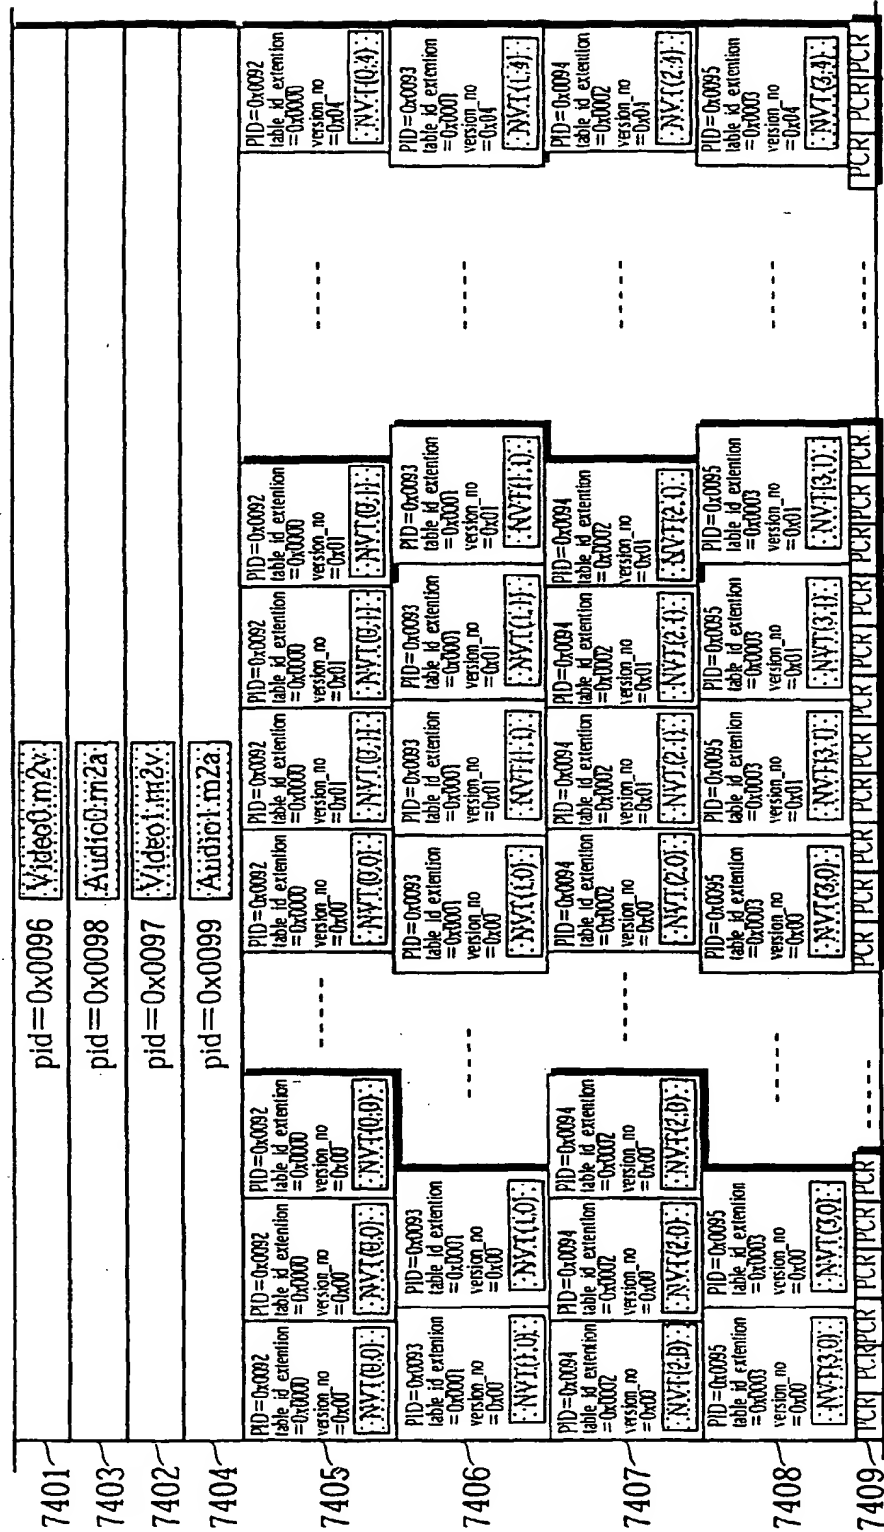 7401 pid=0x0096 Video0.m2v
7403 pid=0x0098 Audio0.m2a
7402 pid=0x0097 Video1.m2v
7404 pid=0x0099 Audio1.m2a
7405
PID=0x0092
table_id_extention
=0x0000
version_no
=0x00
NVT(0,0)
PID=0x0092
table_id_extention
=0x0000
version_no
=0x00
NVT(0,0)
PID=0x0092
table_id_extention
=0x0000
version_no
=0x00
NVT(0,0)
PID=0x0092
table_id_extention
=0x0000
version_no
=0x00
NVT(0,0)
PID=0x0092
table_id_extention
=0x0000
version_no
=0x01
NVT(0,1)
PID=0x0092
table_id_extention
=0x0000
version_no
=0x01
NVT(0,1)
PID=0x0092
table_id_extention
=0x0000
version_no
=0x01
NVT(0,1)
PID=0x0092
table_id_extention
=0x0000
version_no
=0x04
NVT(0,4)
7406
PID=0x0093
table_id_extention
=0x0001
version_no
=0x00
NVT(1,0)
PID=0x0093
table_id_extention
=0x0001
version_no
=0x00
NVT(1,0)
PID=0x0093
table_id_extention
=0x0001
version_no
=0x00
NVT(1,0)
PID=0x0093
table_id_extention
=0x0001
version_no
=0x01
NVT(1,1)
PID=0x0093
table_id_extention
=0x0001
version_no
=0x01
NVT(1,1)
PID=0x0093
table_id_extention
=0x0001
version_no
=0x01
NVT(1,1)
PID=0x0093
table_id_extention
=0x0001
version_no
=0x04
NVT(1,4)
7407
PID=0x0094
table_id_extention
=0x0002
version_no
=0x00
NVT(2,0)
PID=0x0094
table_id_extention
=0x0002
version_no
=0x00
NVT(2,0)
PID=0x0094
table_id_extention
=0x0002
version_no
=0x00
NVT(2,0)
PID=0x0094
table_id_extention
=0x0002
version_no
=0x00
NVT(2,0)
PID=0x0094
table_id_extention
=0x0002
version_no
=0x01
NVT(2,1)
PID=0x0094
table_id_extention
=0x0002
version_no
=0x01
NVT(2,1)
PID=0x0094
table_id_extention
=0x0002
version_no
=0x01
NVT(2,1)
PID=0x0094
table_id_extention
=0x0002
version_no
=0x04
NVT(2,4)
7408
PID=0x0095
table_id_extention
=0x0003
version_no
=0x00
NVT(3,0)
PID=0x0095
table_id_extention
=0x0003
version_no
=0x00
NVT(3,0)
PID=0x0095
table_id_extention
=0x0003
version_no
=0x00
NVT(3,0)
PID=0x0095
table_id_extention
=0x0003
version_no
=0x01
NVT(3,1)
PID=0x0095
table_id_extention
=0x0003
version_no
=0x01
NVT(3,1)
PID=0x0095
table_id_extention
=0x0003
version_no
=0x01
NVT(3,1)
PID=0x0095
table_id_extention
=0x0003
version_no
=0x04
NVT(3,4)
7409 PCR PCR PCR PCR PCR PCR PCR PCR PCR PCR PCR PCR PCR PCR PCR PCR PCR PCR PCR PCR PCR